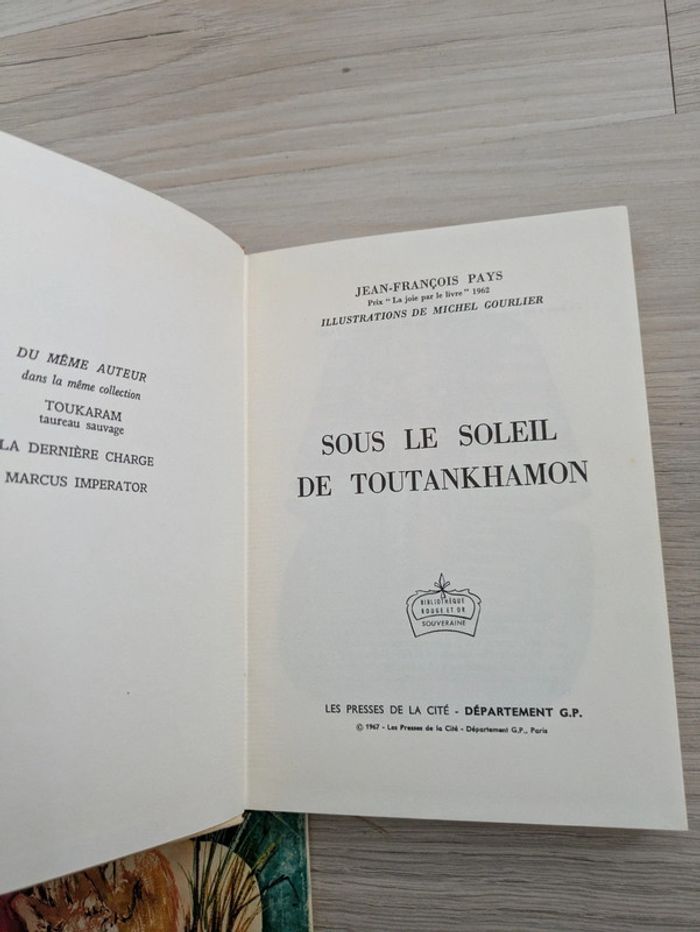 DU MÊME AUTEUR
dans la même collection
TOUKARAM
taureau sauvage
LA DERNIÈRE CHARGE
MARCUS IMPERATOR
JEAN-FRANÇOIS PAYS
Prix "La joie par le livre" 1962
ILLUSTRATIONS DE MICHEL GOURLIER
SOUS LE SOLEIL
DE TOUTANKHAMON
BIBLIOTHÈQUE
ROUGE ET OR
SOUVERAINE
LES PRESSES DE LA CITÉ - DÉPARTEMENT G.P.
© 1967 - Les Presses de la Cité - Département G.P., Paris